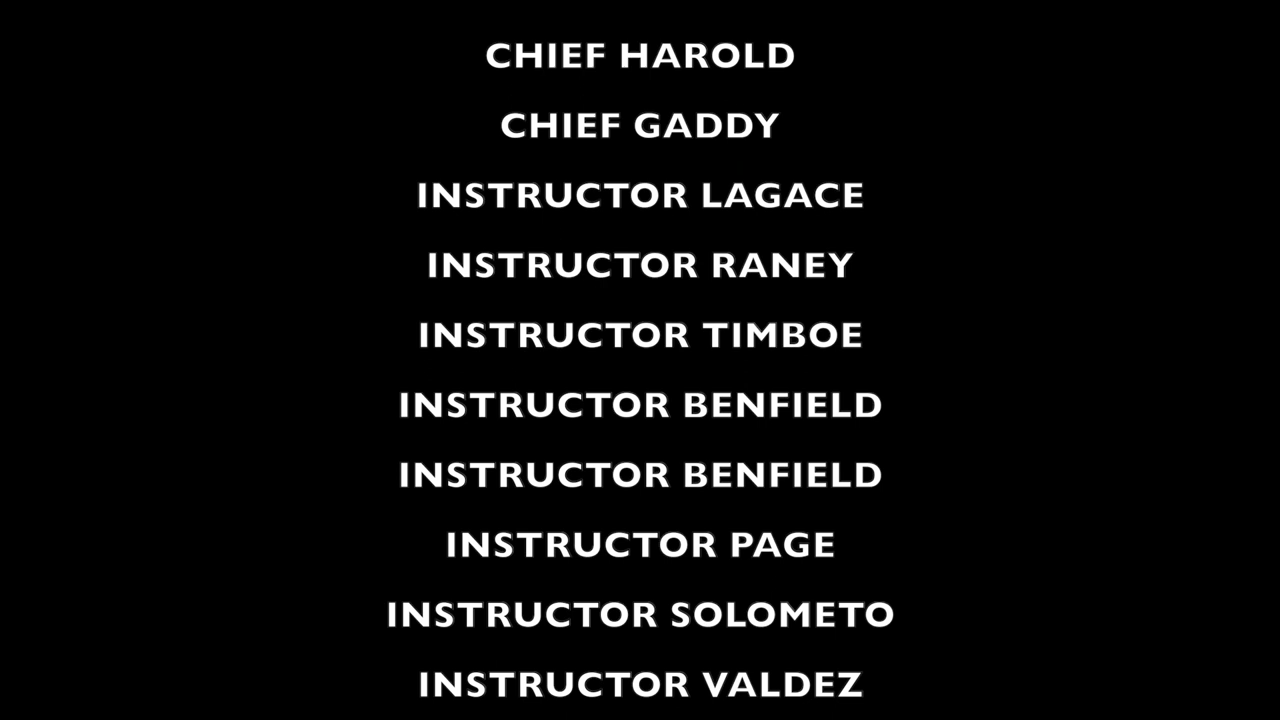 CHIEF HAROLD
CHIEF GADDY
INSTRUCTOR LAGACE
INSTRUCTOR RANEY
INSTRUCTOR TIMBOE
INSTRUCTOR BENFIELD
INSTRUCTOR BENFIELD
INSTRUCTOR PAGE
INSTRUCTOR SOLOMETO
INSTRUCTOR VALDEZ